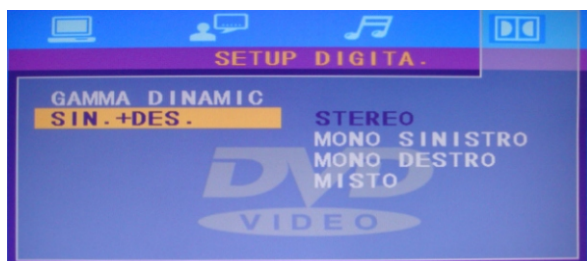 SETUP DIGITA.
GAMMA DINAMIC
SIN.+DES. STEREO
MONO SINISTRO
MONO DESTRO
MISTO
DVD
VIDEO